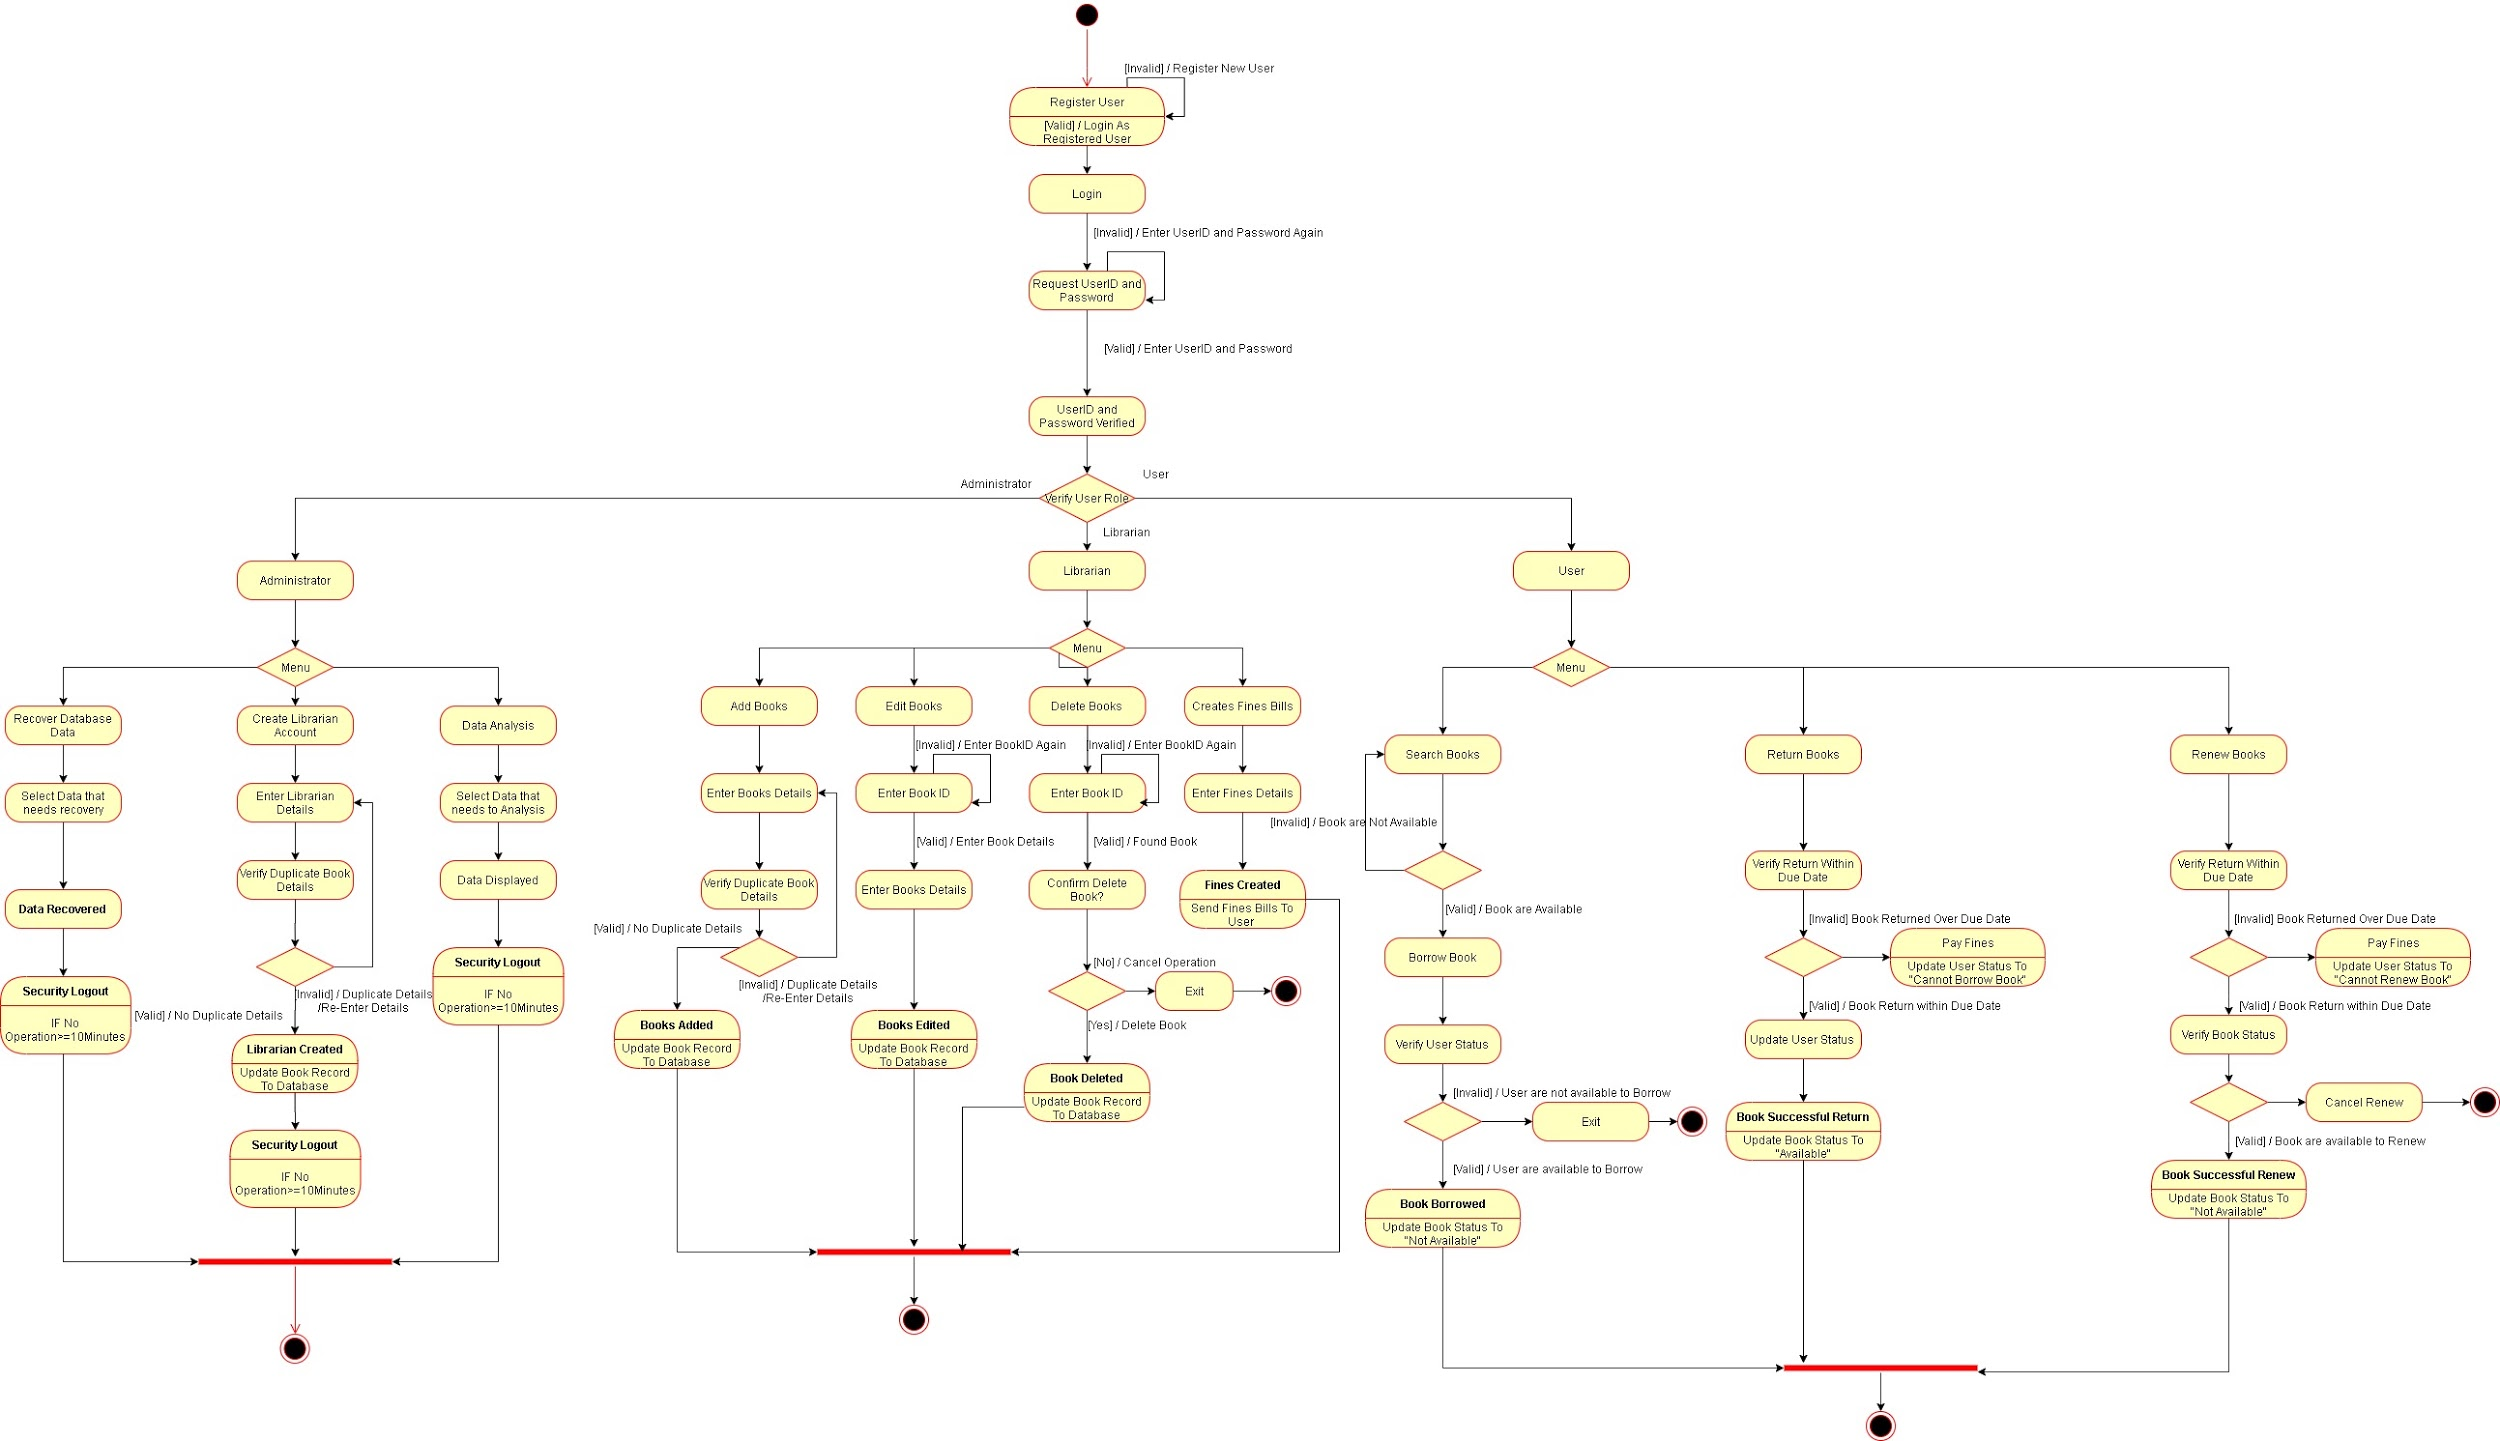 [Invalid] / Register New User
Register User
[Valid] / Login As
Registered User
Login
[Invalid] / Enter UserID and Password Again
Request UserID and
Password
[Valid] / Enter UserID and Password
UserID and
Password Verified
User
Administrator
Verify User Role
Librarian
Administrator
Librarian
User
Menu
Menu
Menu
Recover Database
Data
Create Librarian
Account
Data Analysis
Select Data that
needs recovery
Enter Librarian
Details
Select Data that
needs to Analysis
Verify Duplicate Book
Details
Data Displayed
Data Recovered
Security Logout
IF No
Operation>=10Minutes
[Invalid] / Duplicate Details
/Re-Enter Details
[Valid] / No Duplicate Details
Security Logout
IF No
Operation>=10Minutes
Librarian Created
Update Book Record
To Database
Security Logout
IF No
Operation>=10Minutes
Add Books
Edit Books
Delete Books
Creates Fines Bills
[Invalid] / Enter BookID Again
[Invalid] / Enter BookID Again
Enter Books Details
Enter Book ID
Enter Book ID
Enter Fines Details
[Valid] / Enter Book Details
[Valid] / Found Book
Verify Duplicate Book
Details
Enter Books Details
Confirm Delete
Book?
Fines Created
Send Fines Bills To
User
[Valid] / No Duplicate Details
[Invalid] / Duplicate Details
/Re-Enter Details
[No] / Cancel Operation
Exit
[Yes] / Delete Book
Books Added
Update Book Record
To Database
Books Edited
Update Book Record
To Database
Book Deleted
Update Book Record
To Database
Search Books
Return Books
Renew Books
[Invalid] / Book are Not Available
Verify Return Within
Due Date
Verify Return Within
Due Date
[Valid] / Book are Available
[Invalid] Book Returned Over Due Date
[Invalid] Book Returned Over Due Date
Borrow Book
Pay Fines
Update User Status To
"Cannot Borrow Book"
Pay Fines
Update User Status To
"Cannot Renew Book"
[Valid] / Book Return within Due Date
[Valid] / Book Return within Due Date
Verify User Status
Update User Status
Verify Book Status
[Invalid] / User are not available to Borrow
Exit
Cancel Renew
Book Successful Return
Update Book Status To
"Available"
[Valid] / Book are available to Renew
[Valid] / User are available to Borrow
Book Successful Renew
Update Book Status To
"Not Available"
Book Borrowed
Update Book Status To
"Not Available"